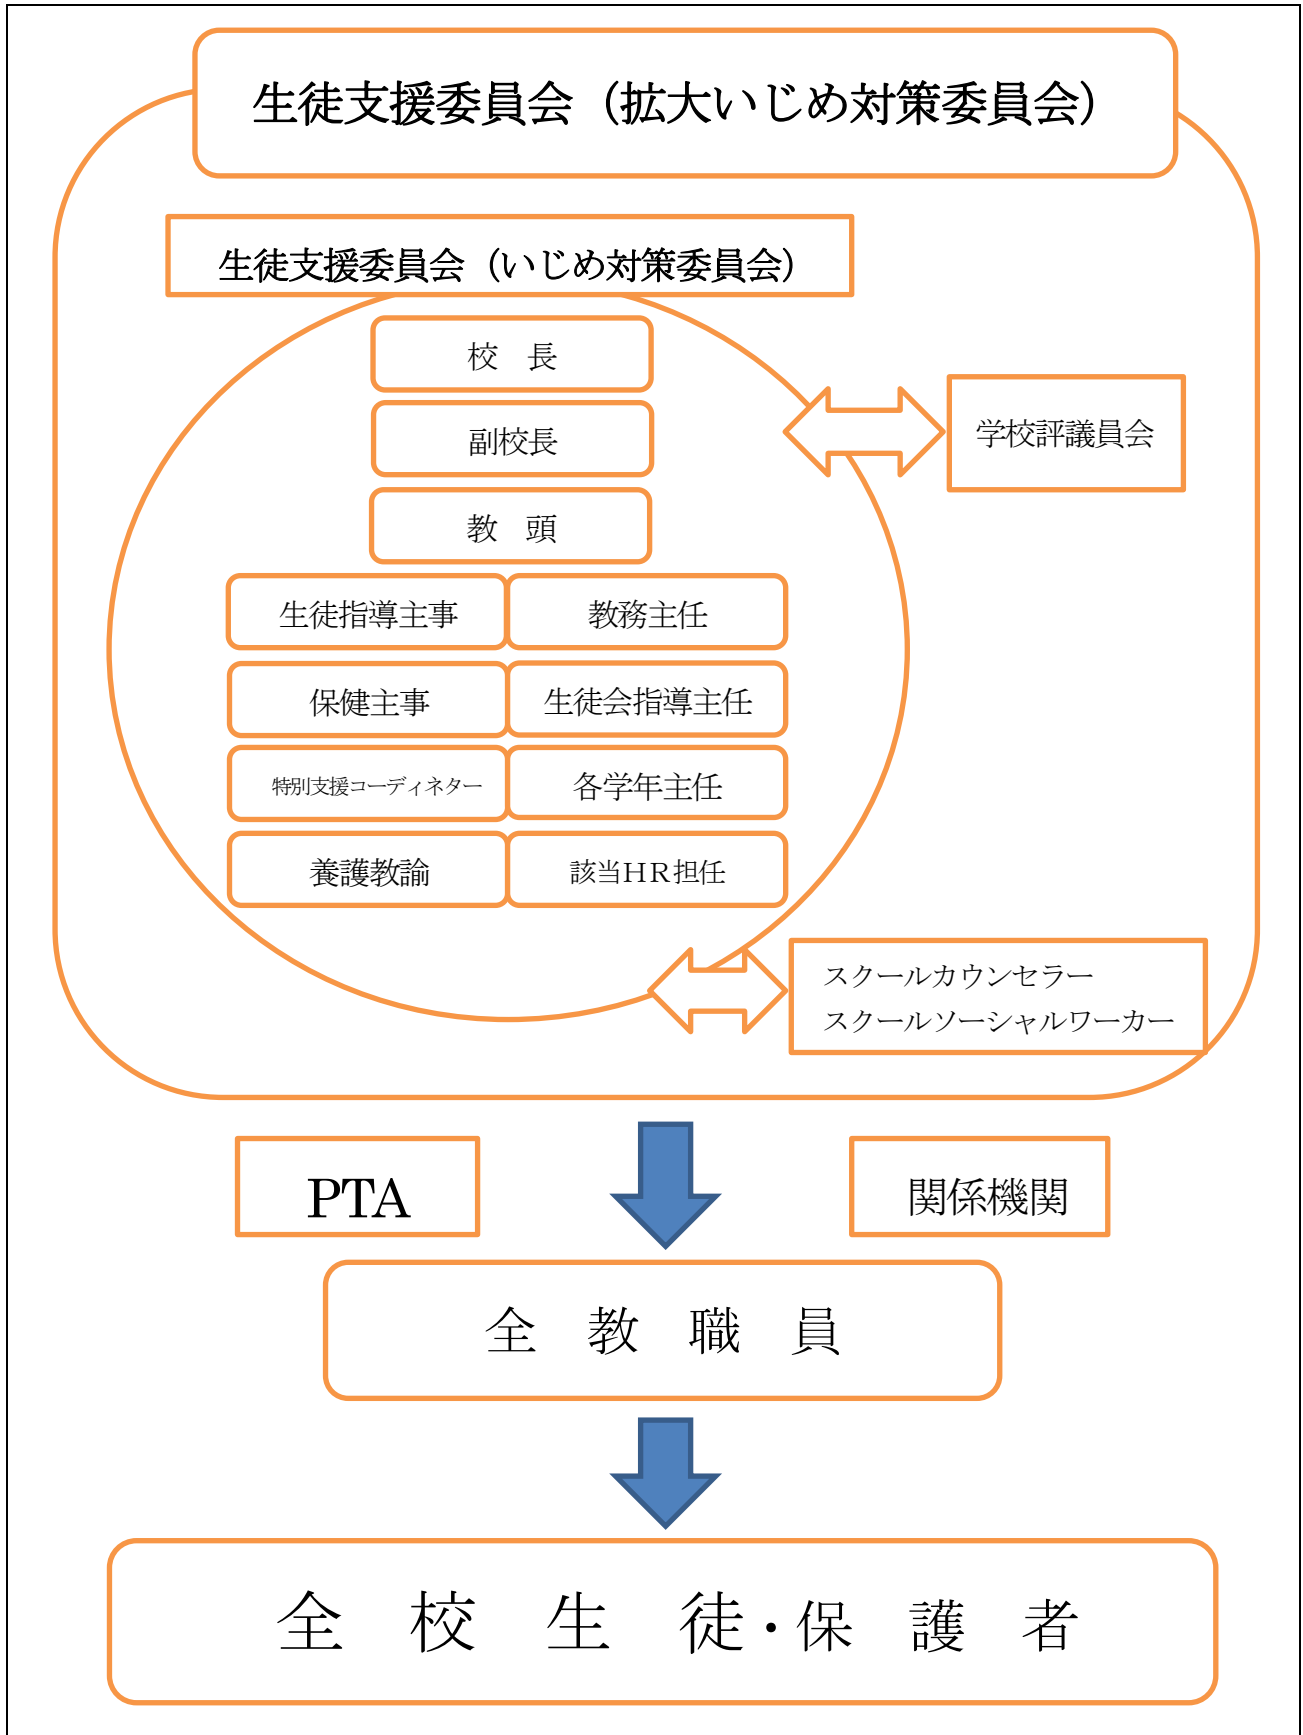 生徒支援委員会（拡大いじめ対策委員会）
生徒支援委員会（いじめ対策委員会）
校　長
副校長
教　頭
学校評議員会
生徒指導主事
教務主任
保健主事
生徒会指導主任
特別支援コーディネター
各学年主任
養護教諭
該当ＨＲ担任
スクールカウンセラー
スクールソーシャルワーカー
PTA
関係機関
全　教　職　員
全　校　生　徒・保　護　者